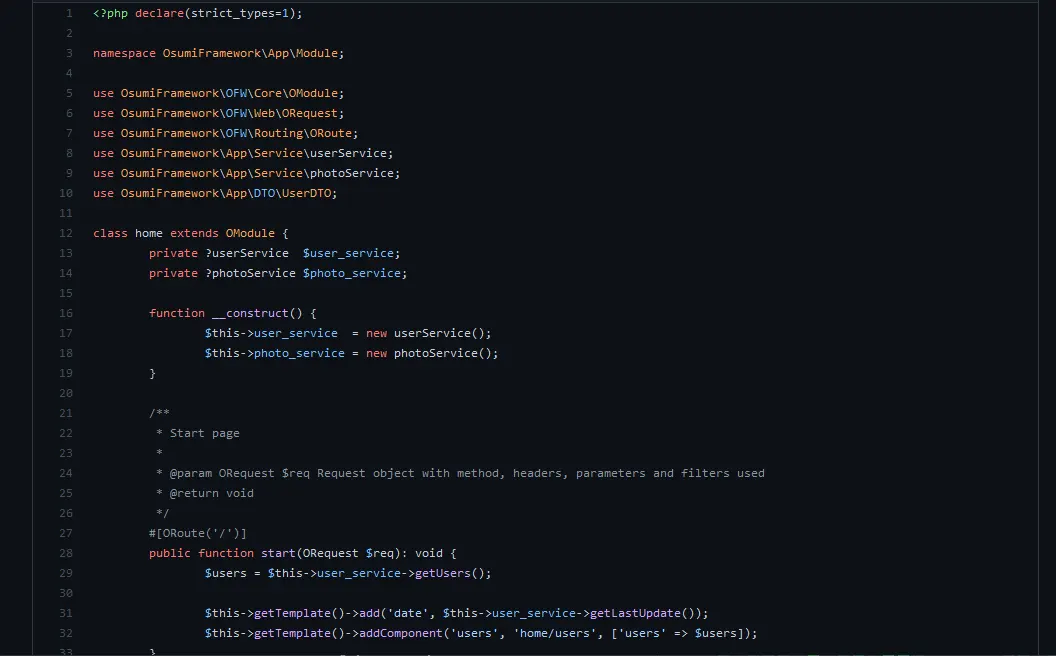 1 <?php declare(strict_types=1);
2
3 namespace OsumiFramework\App\Module;
4
5 use OsumiFramework\OFW\Core\OModule;
6 use OsumiFramework\OFW\Web\ORequest;
7 use OsumiFramework\OFW\Routing\ORoute;
8 use OsumiFramework\App\Service\userService;
9 use OsumiFramework\App\Service\photoService;
10 use OsumiFramework\App\DTO\UserDTO;
11
12 class home extends OModule {
13 private ?userService  $user_service;
14 private ?photoService $photo_service;
15
16 function __construct() {
17 $this->user_service  = new userService();
18 $this->photo_service = new photoService();
19 }
20
21 /**
22 * Start page
23 *
24 * @param ORequest $req Request object with method, headers, parameters and filters used
25 * @return void
26 */
27 #[ORoute('/')]
28 public function start(ORequest $req): void {
29 $users = $this->user_service->getUsers();
30
31 $this->getTemplate()->add('date', $this->user_service->getLastUpdate());
32 $this->getTemplate()->addComponent('users', 'home/users', ['users' => $users]);
33 }